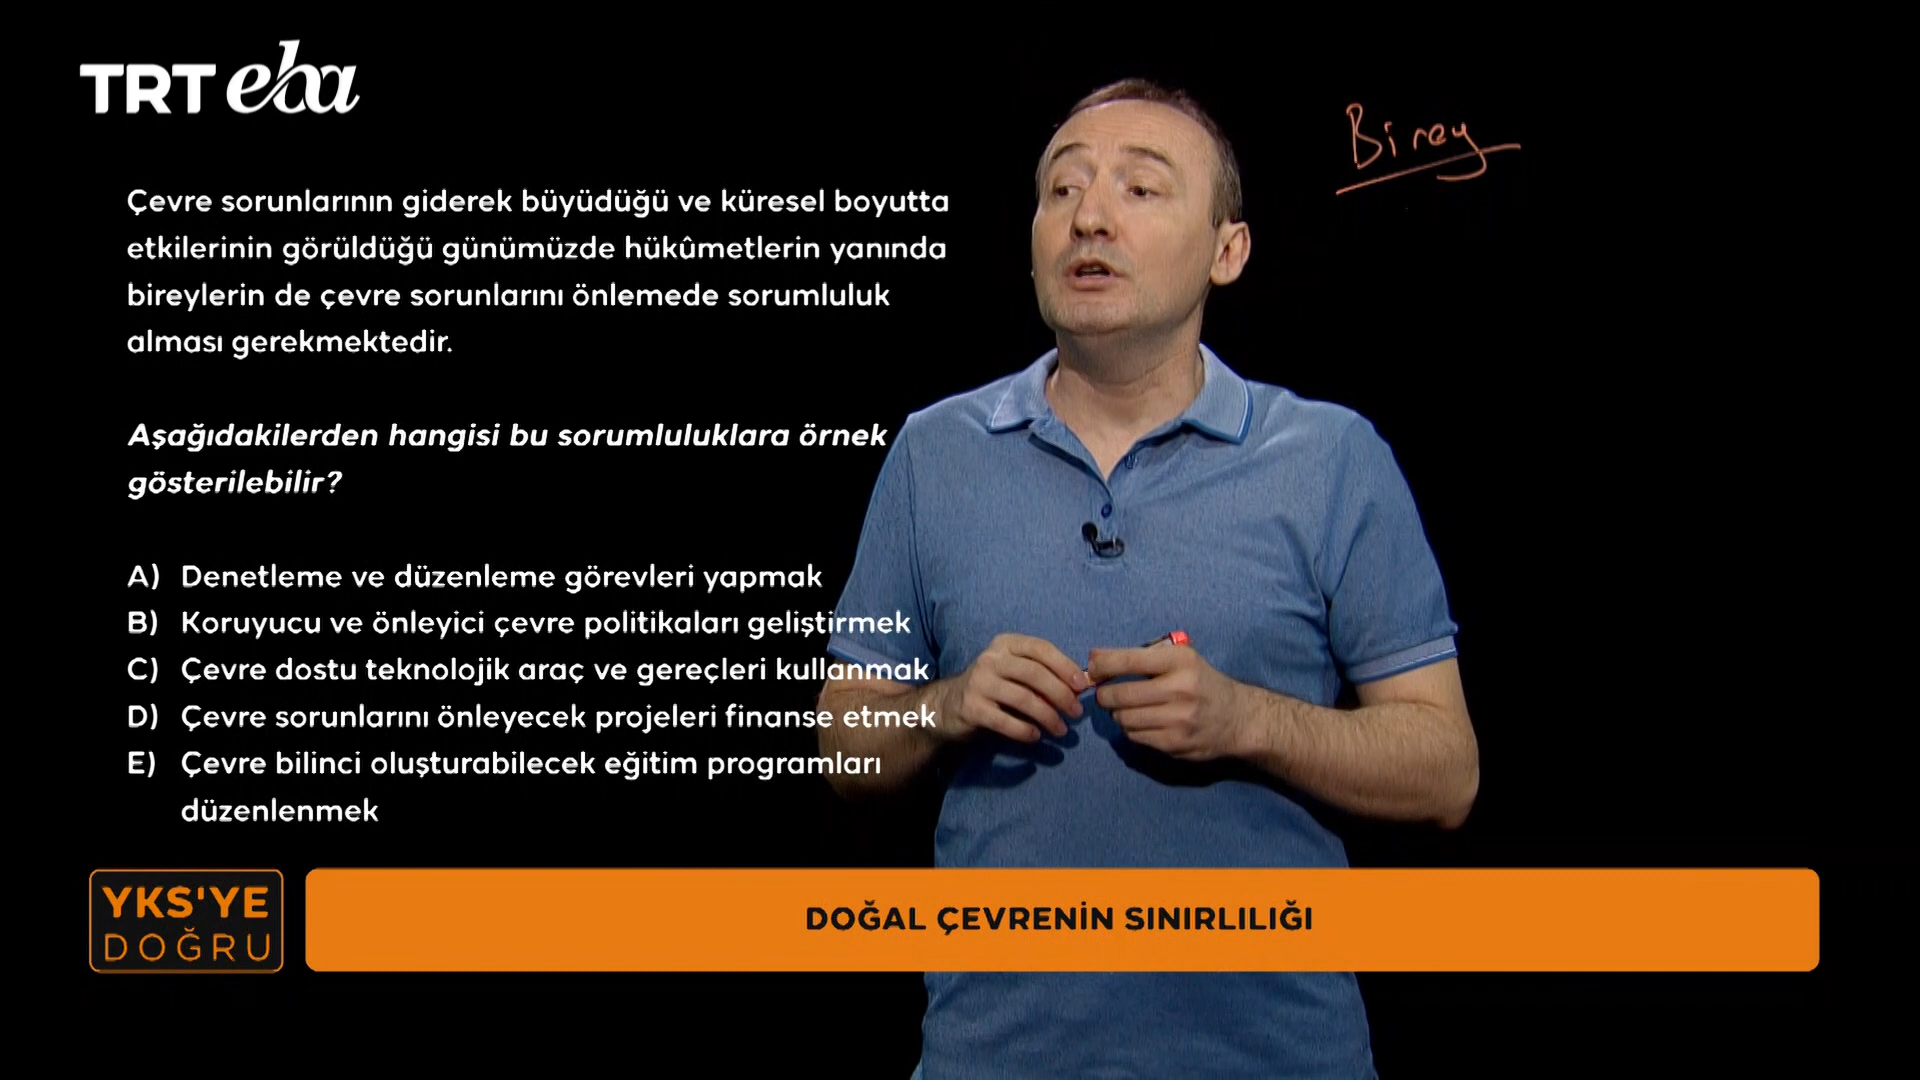 TRT eba
Birey
Çevre sorunlarının giderek büyüdüğü ve küresel boyutta
etkilerinin görüldüğü günümüzde hükûmetlerin yanında
bireylerin de çevre sorunlarını önlemede sorumluluk
alması gerekmektedir.
Aşağıdakilerden hangisi bu sorumluluklara örnek
gösterilebilir?
A) Denetleme ve düzenleme görevleri yapmak
B) Koruyucu ve önleyici çevre politikaları geliştirmek
C) Çevre dostu teknolojik araç ve gereçleri kullanmak
D) Çevre sorunlarını önleyecek projeleri finanse etmek
E) Çevre bilinci oluşturabilecek eğitim programları
düzenlenmek
YKS'YE
DOĞRU
DOĞAL ÇEVRENİN SINIRLILIĞI